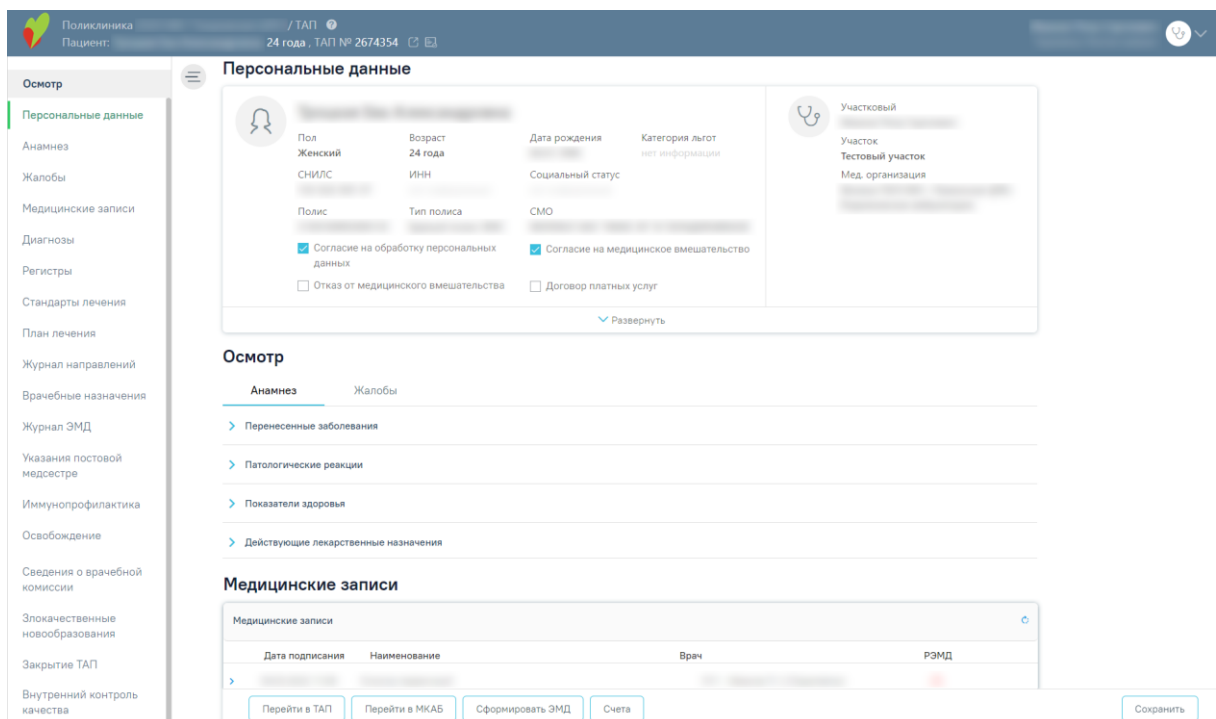 Поликлиника / ТАП
Пациент: 24 года , ТАП № 2674354
Осмотр
Персональные данные
Анамнез
Жалобы
Медицинские записи
Диагнозы
Регистры
Стандарты лечения
План лечения
Журнал направлений
Врачебные назначения
Журнал ЭМД
Указания постовой
медсестре
Иммунопрофилактика
Освобождение
Сведения о врачебной
комиссии
Злокачественные
новообразования
Закрытие ТАП
Внутренний контроль
качества
Персональные данные
Пол Возраст Дата рождения Категория льгот
Женский 24 года нет информации
СНИЛС ИНН Социальный статус
Полис Тип полиса СМО
Согласие на обработку персональных
данных
Согласие на медицинское вмешательство
Отказ от медицинского вмешательства
Договор платных услуг
Участковый
Участок
Тестовый участок
Мед. организация
Развернуть
Осмотр
Анамнез Жалобы
Перенесенные заболевания
Патологические реакции
Показатели здоровья
Действующие лекарственные назначения
Медицинские записи
Медицинские записи
Дата подписания Наименование Врач РЭМД
Перейти в ТАП Перейти в МКАБ Сформировать ЭМД Счета Сохранить